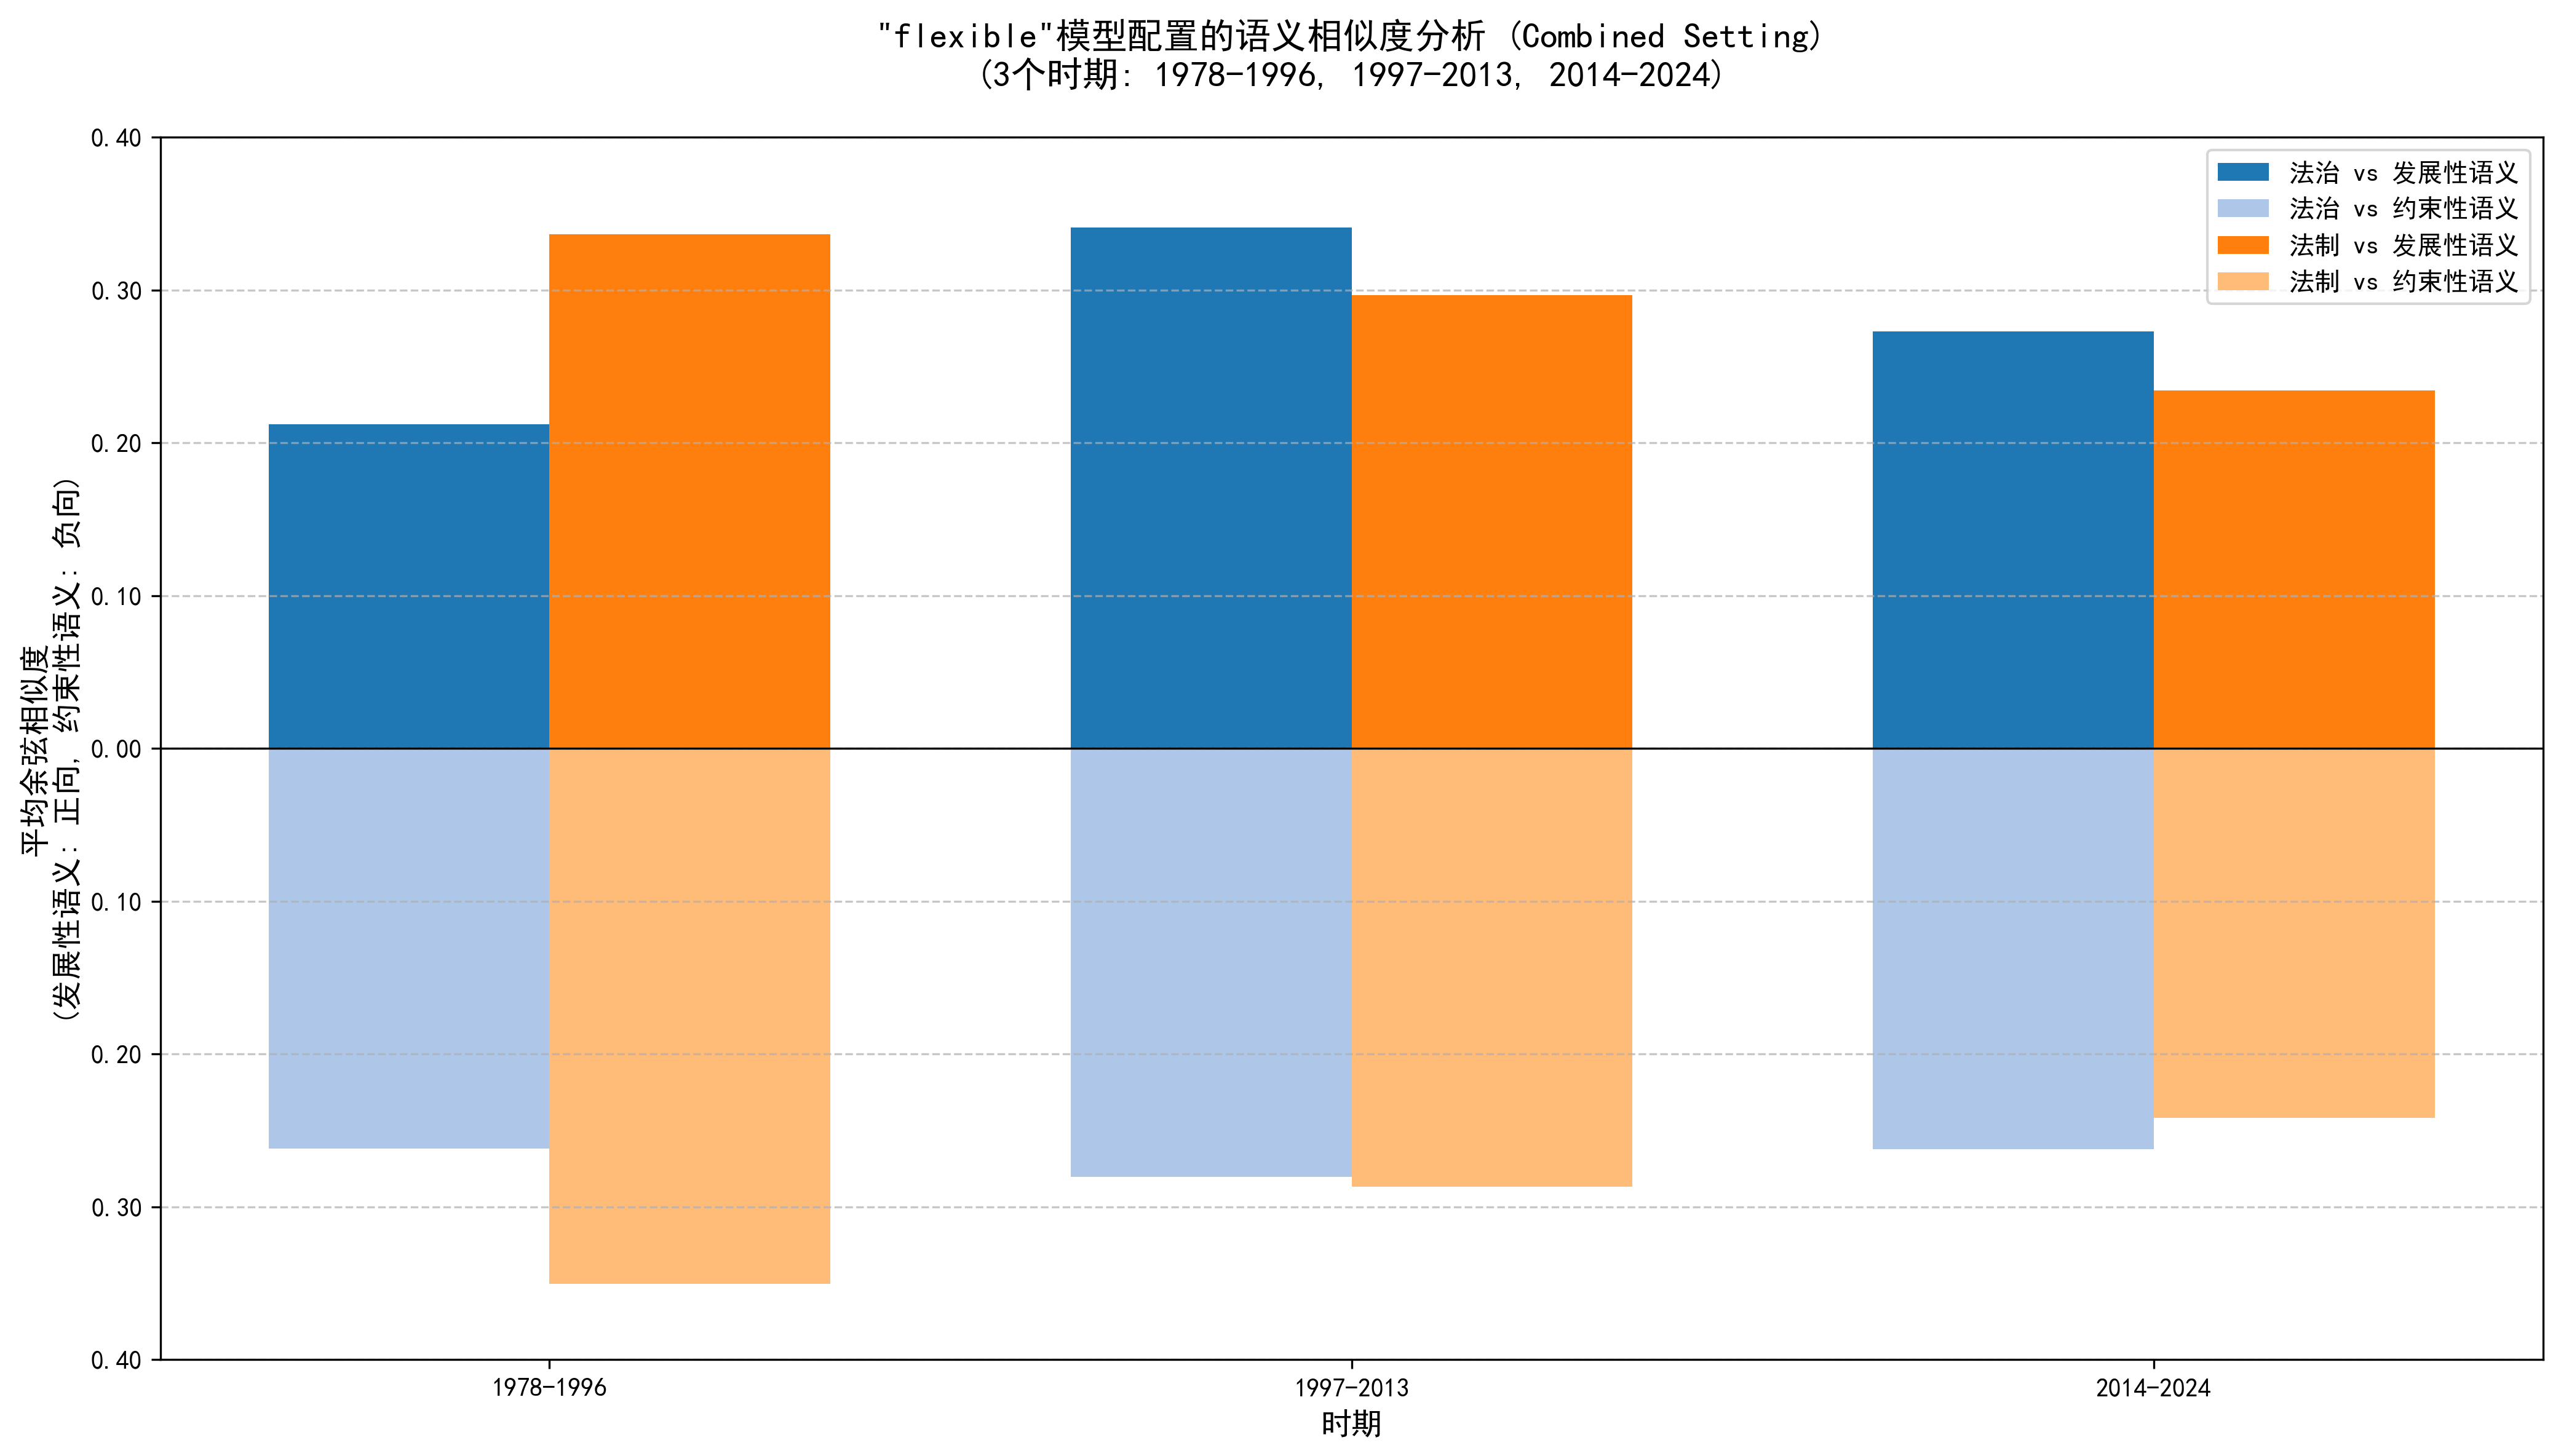 "flexible"模型配置的语义相似度分析 (Combined Setting)
(3个时期: 1978-1996, 1997-2013, 2014-2024)
法治 vs 发展性语义
法治 vs 约束性语义
法制 vs 发展性语义
法制 vs 约束性语义
平均余弦相似度
(发展性语义: 正向, 约束性语义: 负向)
0.40
0.30
0.20
0.10
0.00
0.10
0.20
0.30
0.40
1978-1996
1997-2013
2014-2024
时期